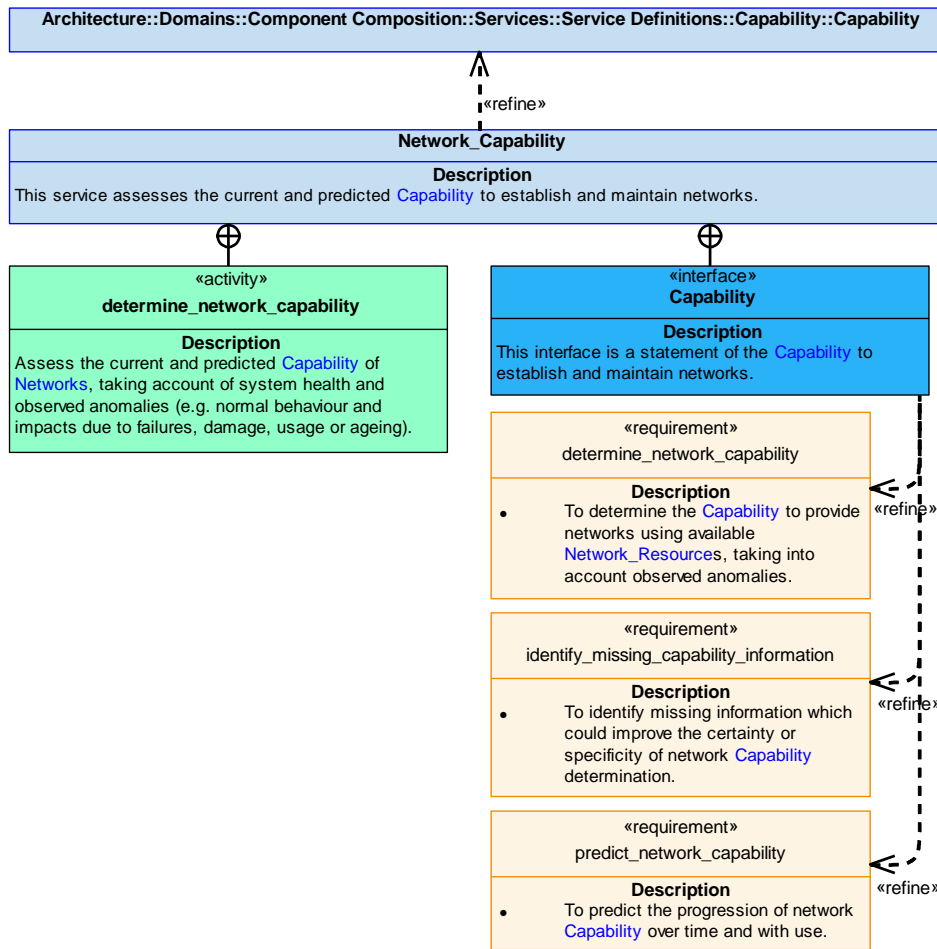 Architecture::Domains::Component Composition::Services::Service Definitions::Capability::Capability
«refine»
Network_Capability
Description
This service assesses the current and predicted Capability to establish and maintain networks.
«activity»
determine_network_capability
Description
Assess the current and predicted Capability of
Networks, taking account of system health and
observed anomalies (e.g. normal behaviour and
impacts due to failures, damage, usage or ageing).
«interface»
Capability
Description
This interface is a statement of the Capability to
establish and maintain networks.
«requirement»
determine_network_capability
Description
• To determine the Capability to provide
networks using available
Network_Resources, taking into
account observed anomalies.
«refine»
«requirement»
identify_missing_capability_information
Description
• To identify missing information which
could improve the certainty or
specificity of network Capability
determination.
«refine»
«requirement»
predict_network_capability
Description
• To predict the progression of network
Capability over time and with use.
«refine»